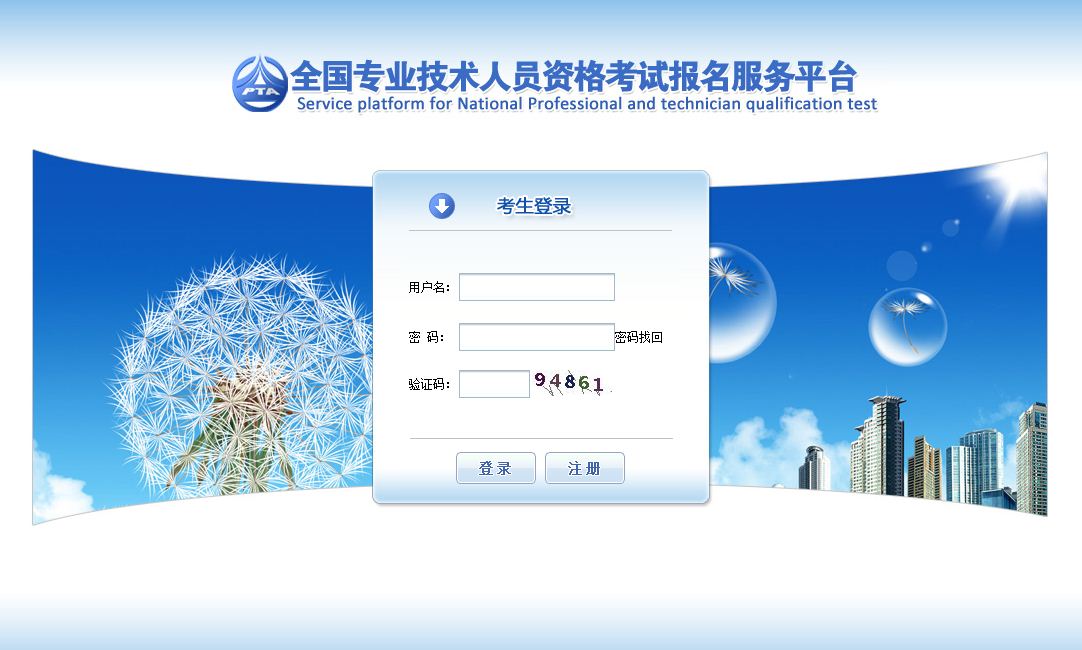 全国专业技术人员资格考试报名服务平台
PTA
Service platform for National Professional and technician qualification test
考生登录
用户名：
密 码： 密码找回
验证码： 94861
登 录 注 册